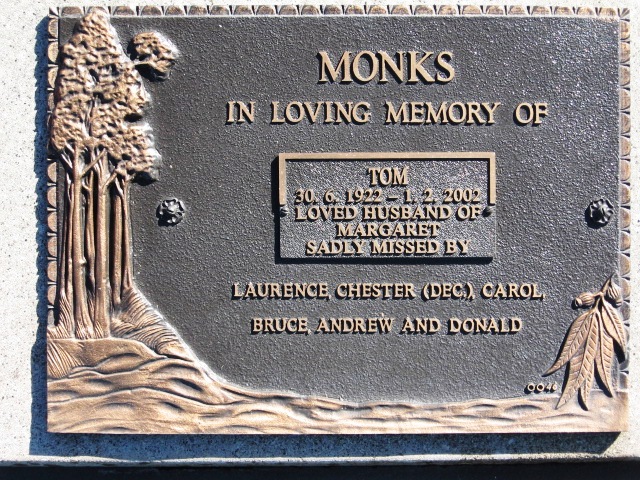 MONKS
IN LOVING MEMORY OF
TOM
30. 6. 1922 – 1. 2. 2002
LOVED HUSBAND OF
MARGARET
SADLY MISSED BY
LAURENCE, CHESTER (DEC.), CAROL,
BRUCE, ANDREW AND DONALD